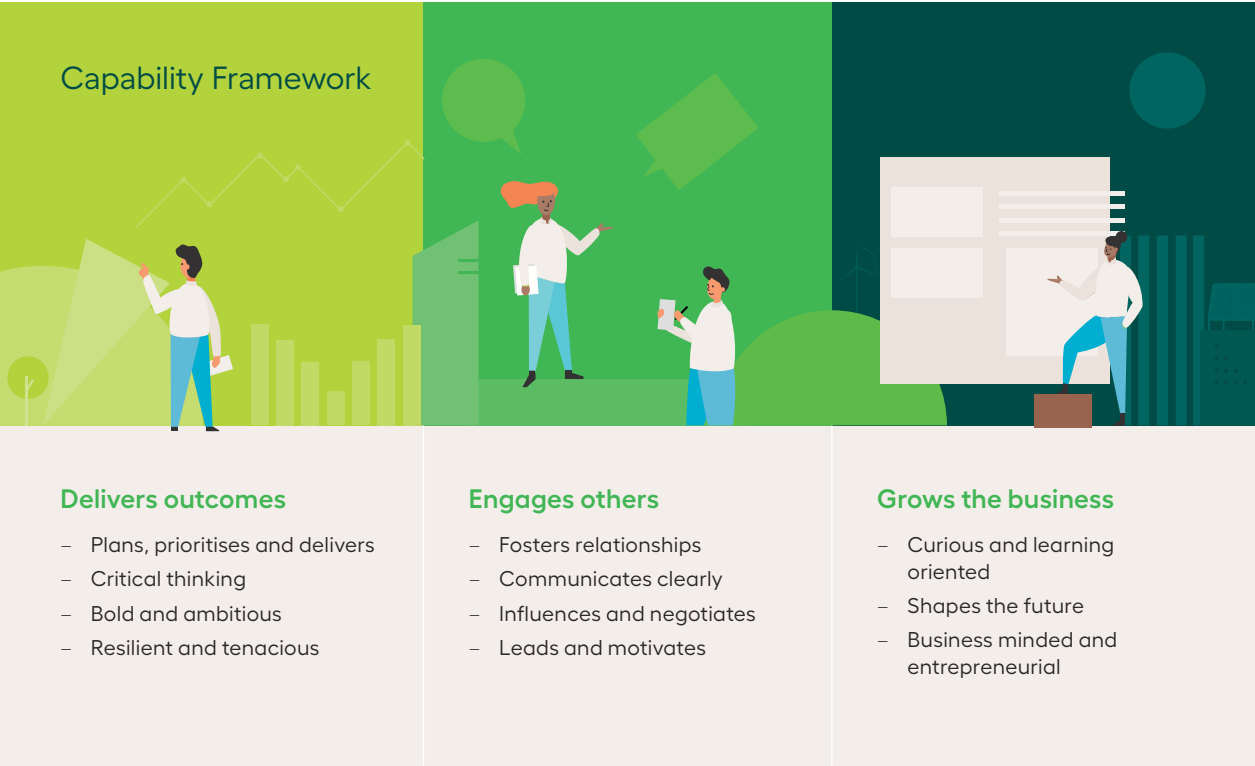 Capability Framework
Delivers outcomes
– Plans, prioritises and delivers
– Critical thinking
– Bold and ambitious
– Resilient and tenacious
Engages others
– Fosters relationships
– Communicates clearly
– Influences and negotiates
– Leads and motivates
Grows the business
– Curious and learning
oriented
– Shapes the future
– Business minded and
entrepreneurial